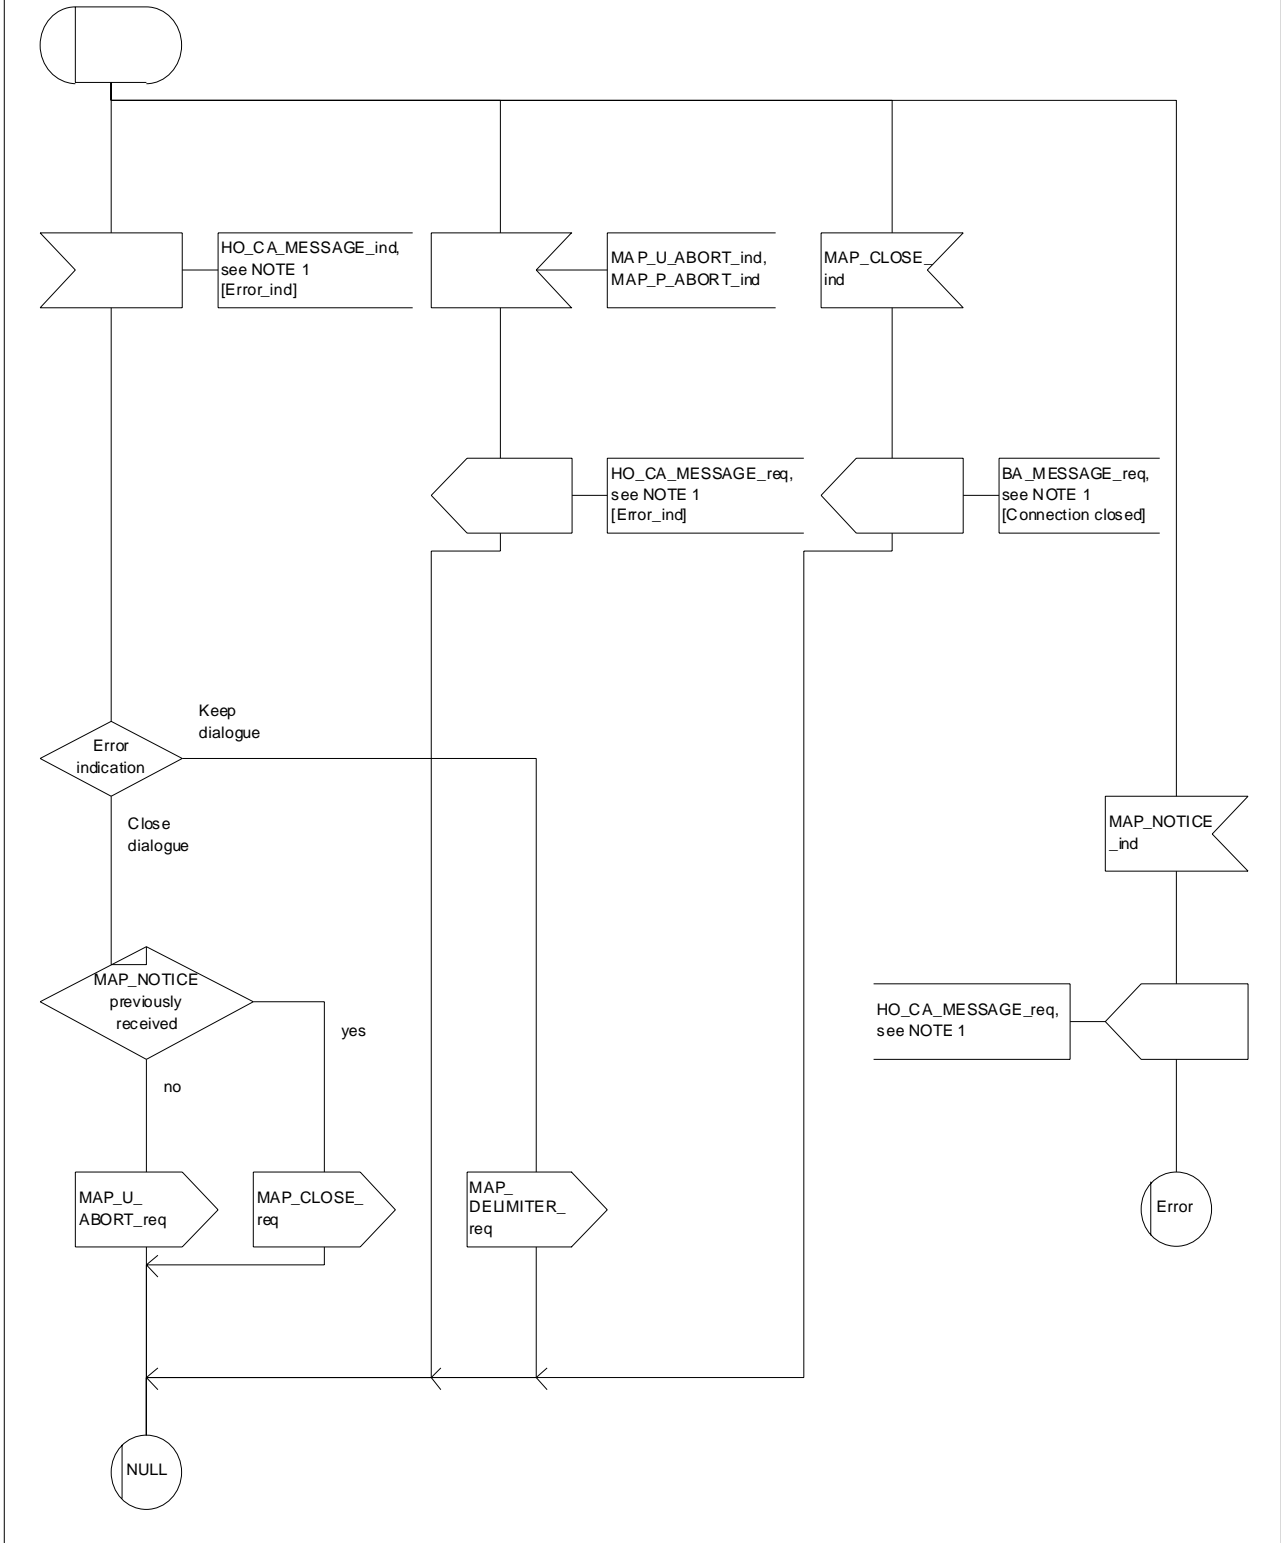 HO_CA_MESSAGE_ind,
see NOTE 1
[Error_ind]
MAP_U_ABORT_ind,
MAP_P_ABORT_ind
MAP_CLOSE_
ind
HO_CA_MESSAGE_req,
see NOTE 1
[Error_ind]
BA_MESSAGE_req,
see NOTE 1
[Connection closed]
Keep
dialogue
Error
indication
Close
dialogue
MAP_NOTICE
_ind
MAP_NOTICE
previously
received
yes
no
HO_CA_MESSAGE_req,
see NOTE 1
MAP_U_
ABORT_req
MAP_CLOSE_
req
MAP_
DELIMITER_
req
Error
NULL